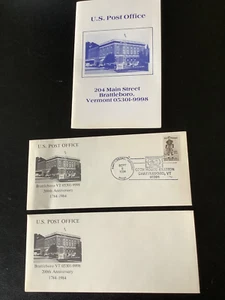 U.S. Post Office
204 Main Street
Brattleboro,
Vermont 05301-9998
U.S. POST OFFICE
Brattleboro VT 05301-9998
200th Anniversary
1784-1984
U.S. POST OFFICE
Brattleboro VT 05301-9998
200th Anniversary
1784-1984